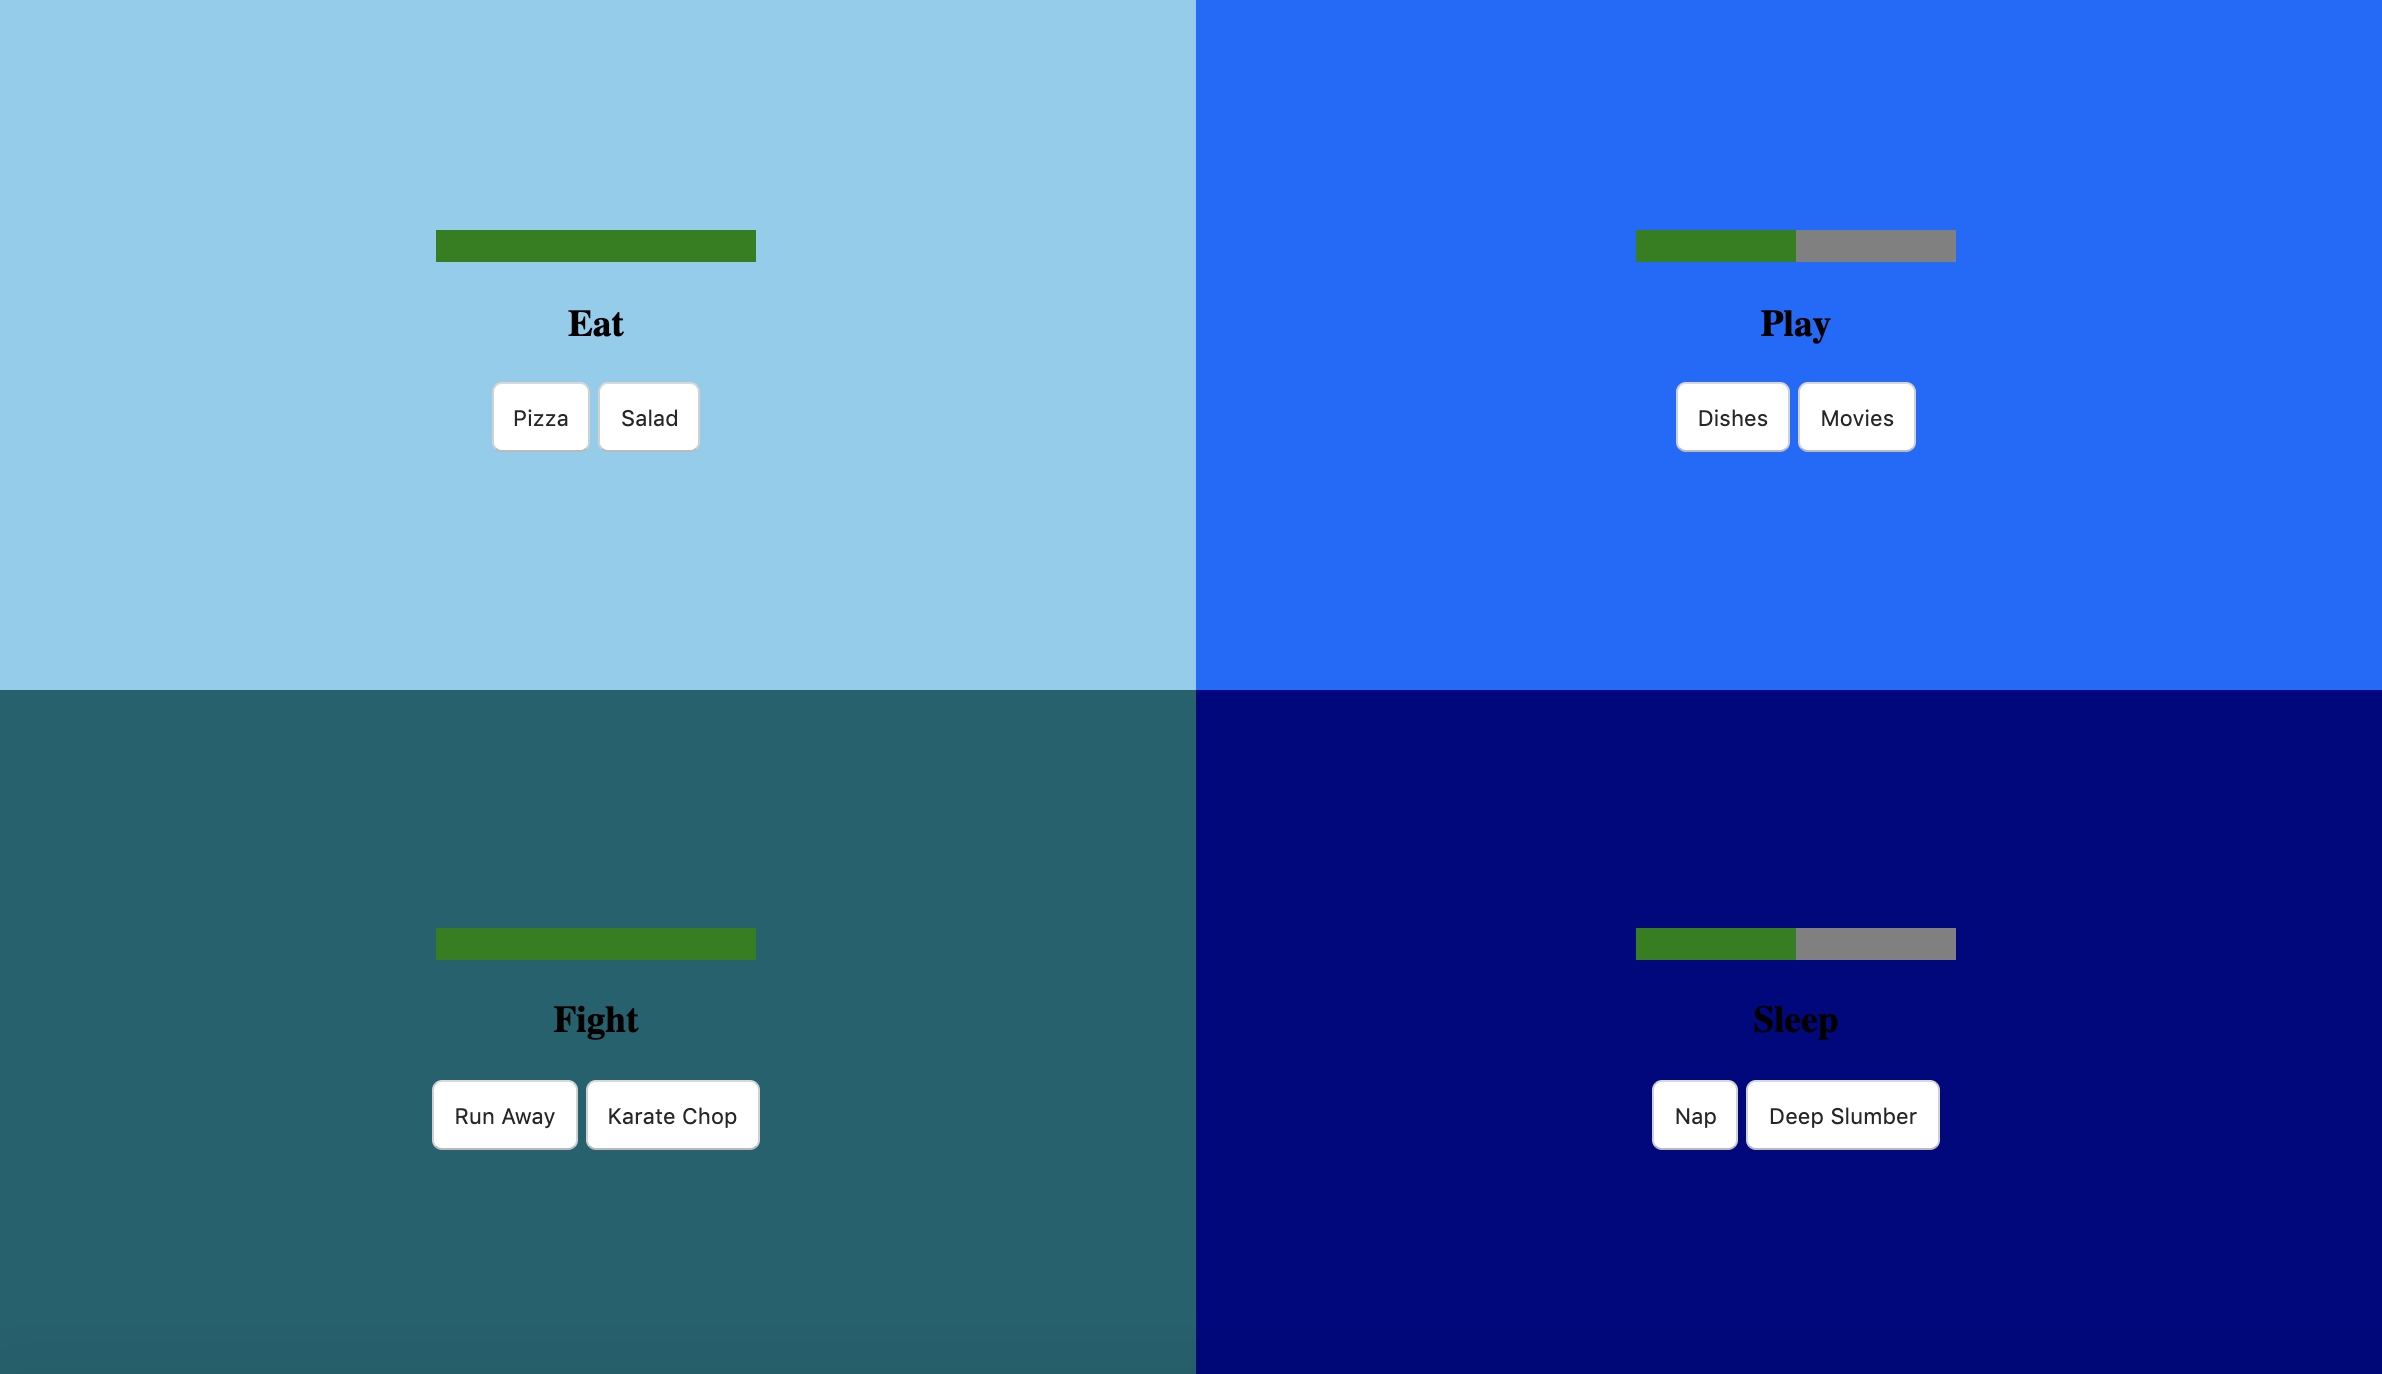 Eat
Pizza Salad
Play
Dishes Movies
Fight
Run Away Karate Chop
Sleep
Nap Deep Slumber